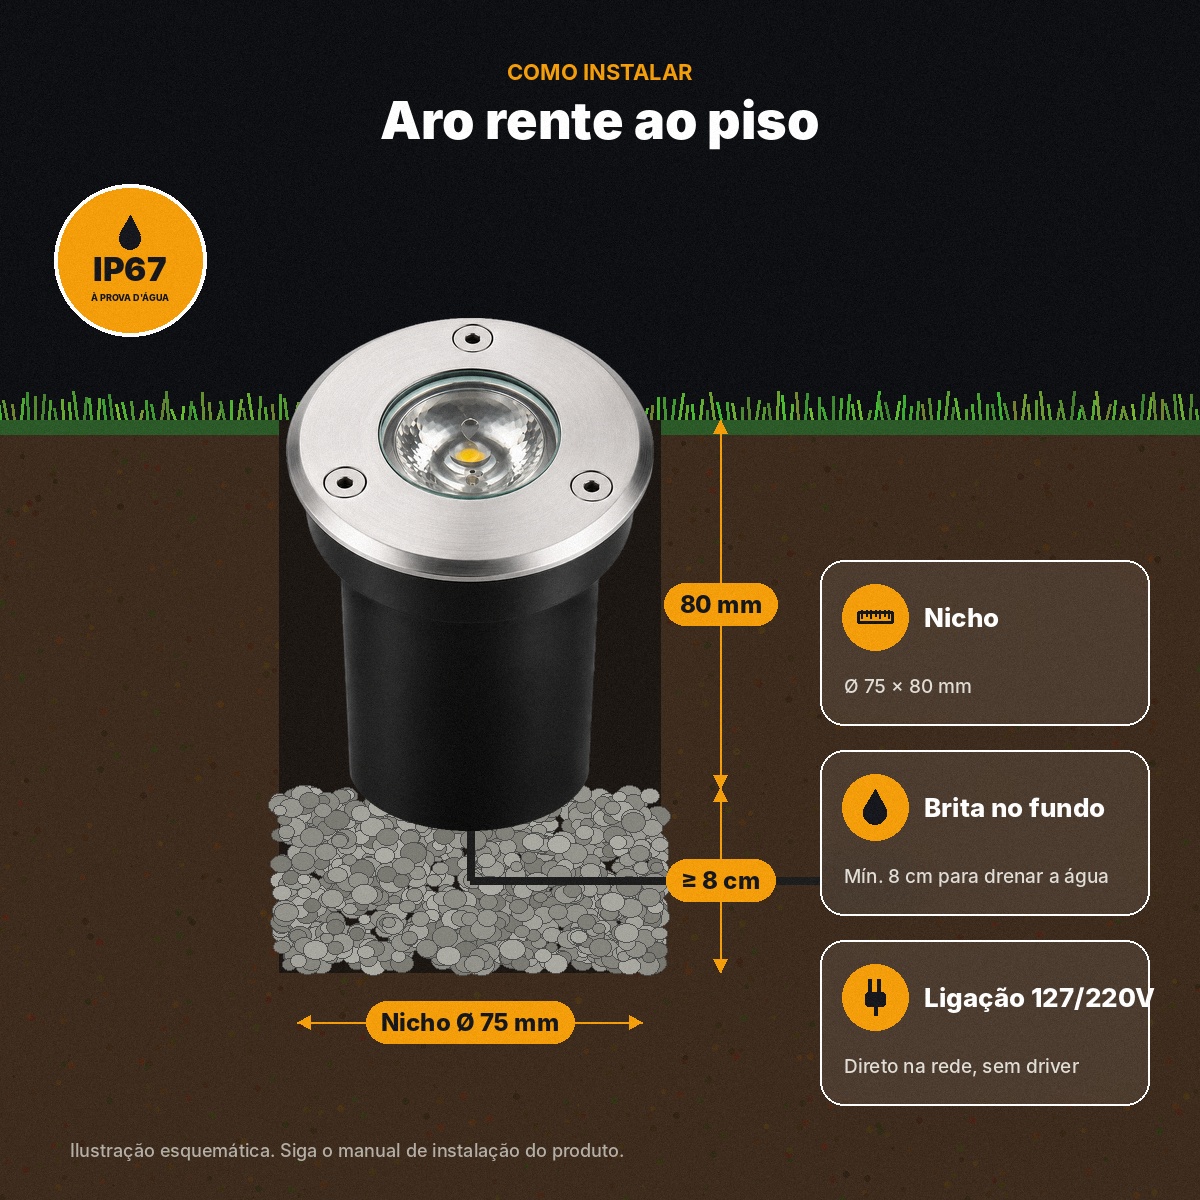 COMO INSTALAR
Aro rente ao piso
IP67
À PROVA D'ÁGUA
80 mm
Nicho
Ø 75 × 80 mm
Brita no fundo
≥ 8 cm
Mín. 8 cm para drenar a água
Ligação 127/220V
Nicho Ø 75 mm
Direto na rede, sem driver
Ilustração esquemática. Siga o manual de instalação do produto.